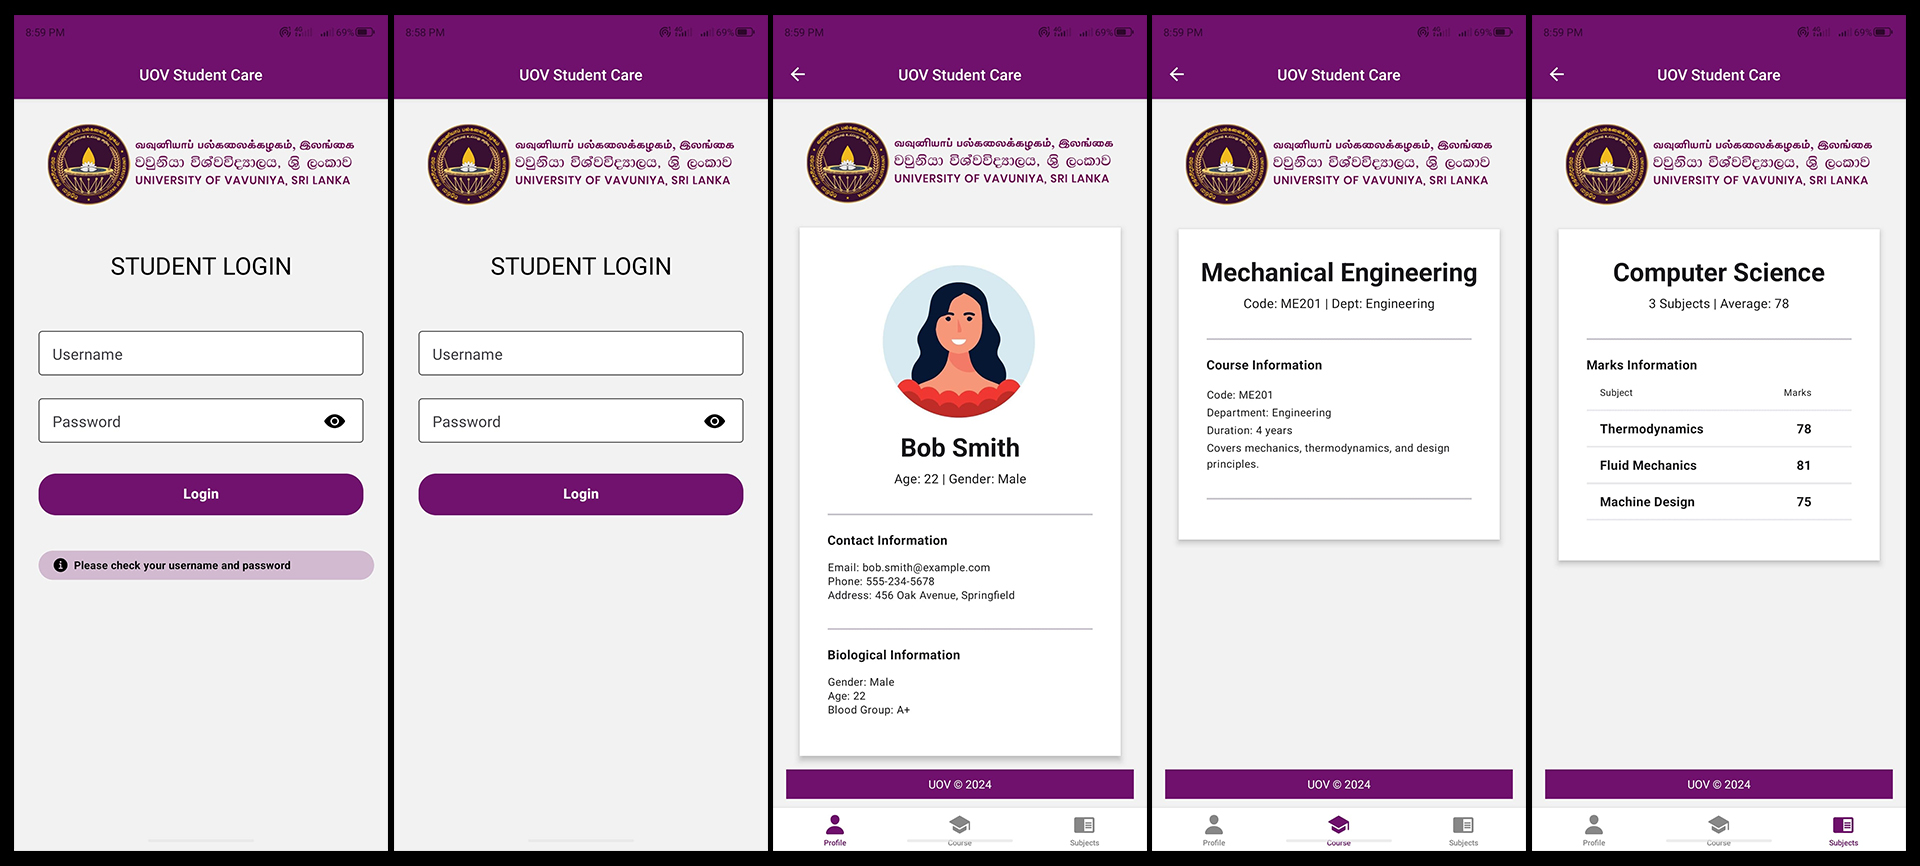 8:59 PM
4G
69%
UOV Student Care
வவுனியாப் பல்கலைக்கழகம், இலங்கை
වවුනියා විශ්වවිද්‍යාලය, ශ්‍රී ලංකාව
UNIVERSITY OF VAVUNIYA, SRI LANKA
STUDENT LOGIN
Username
Password
Login
Please check your username and password
8:58 PM
4G
69%
UOV Student Care
வவுனியாப் பல்கலைக்கழகம், இலங்கை
වවුනියා විශ්වවිද්‍යාලය, ශ්‍රී ලංකාව
UNIVERSITY OF VAVUNIYA, SRI LANKA
STUDENT LOGIN
Username
Password
Login
8:59 PM
4G
69%
UOV Student Care
வவுனியாப் பல்கலைக்கழகம், இலங்கை
වවුනියා විශ්වවිද්‍යාලය, ශ්‍රී ලංකාව
UNIVERSITY OF VAVUNIYA, SRI LANKA
Bob Smith
Age: 22 | Gender: Male
Contact Information
Email: bob.smith@example.com
Phone: 555-234-5678
Address: 456 Oak Avenue, Springfield
Biological Information
Gender: Male
Age: 22
Blood Group: A+
UOV © 2024
Profile Course Subjects
8:59 PM
4G
69%
UOV Student Care
வவுனியாப் பல்கலைக்கழகம், இலங்கை
වවුනියා විශ්වවිද්‍යාලය, ශ්‍රී ලංකාව
UNIVERSITY OF VAVUNIYA, SRI LANKA
Mechanical Engineering
Code: ME201 | Dept: Engineering
Course Information
Code: ME201
Department: Engineering
Duration: 4 years
Covers mechanics, thermodynamics, and design
principles.
UOV © 2024
Profile Course Subjects
8:59 PM
4G
69%
UOV Student Care
வவுனியாப் பல்கலைக்கழகம், இலங்கை
වවුනියා විශ්වවිද්‍යාලය, ශ්‍රී ලංකාව
UNIVERSITY OF VAVUNIYA, SRI LANKA
Computer Science
3 Subjects | Average: 78
Marks Information
Subject Marks
Thermodynamics 78
Fluid Mechanics 81
Machine Design 75
UOV © 2024
Profile Course Subjects